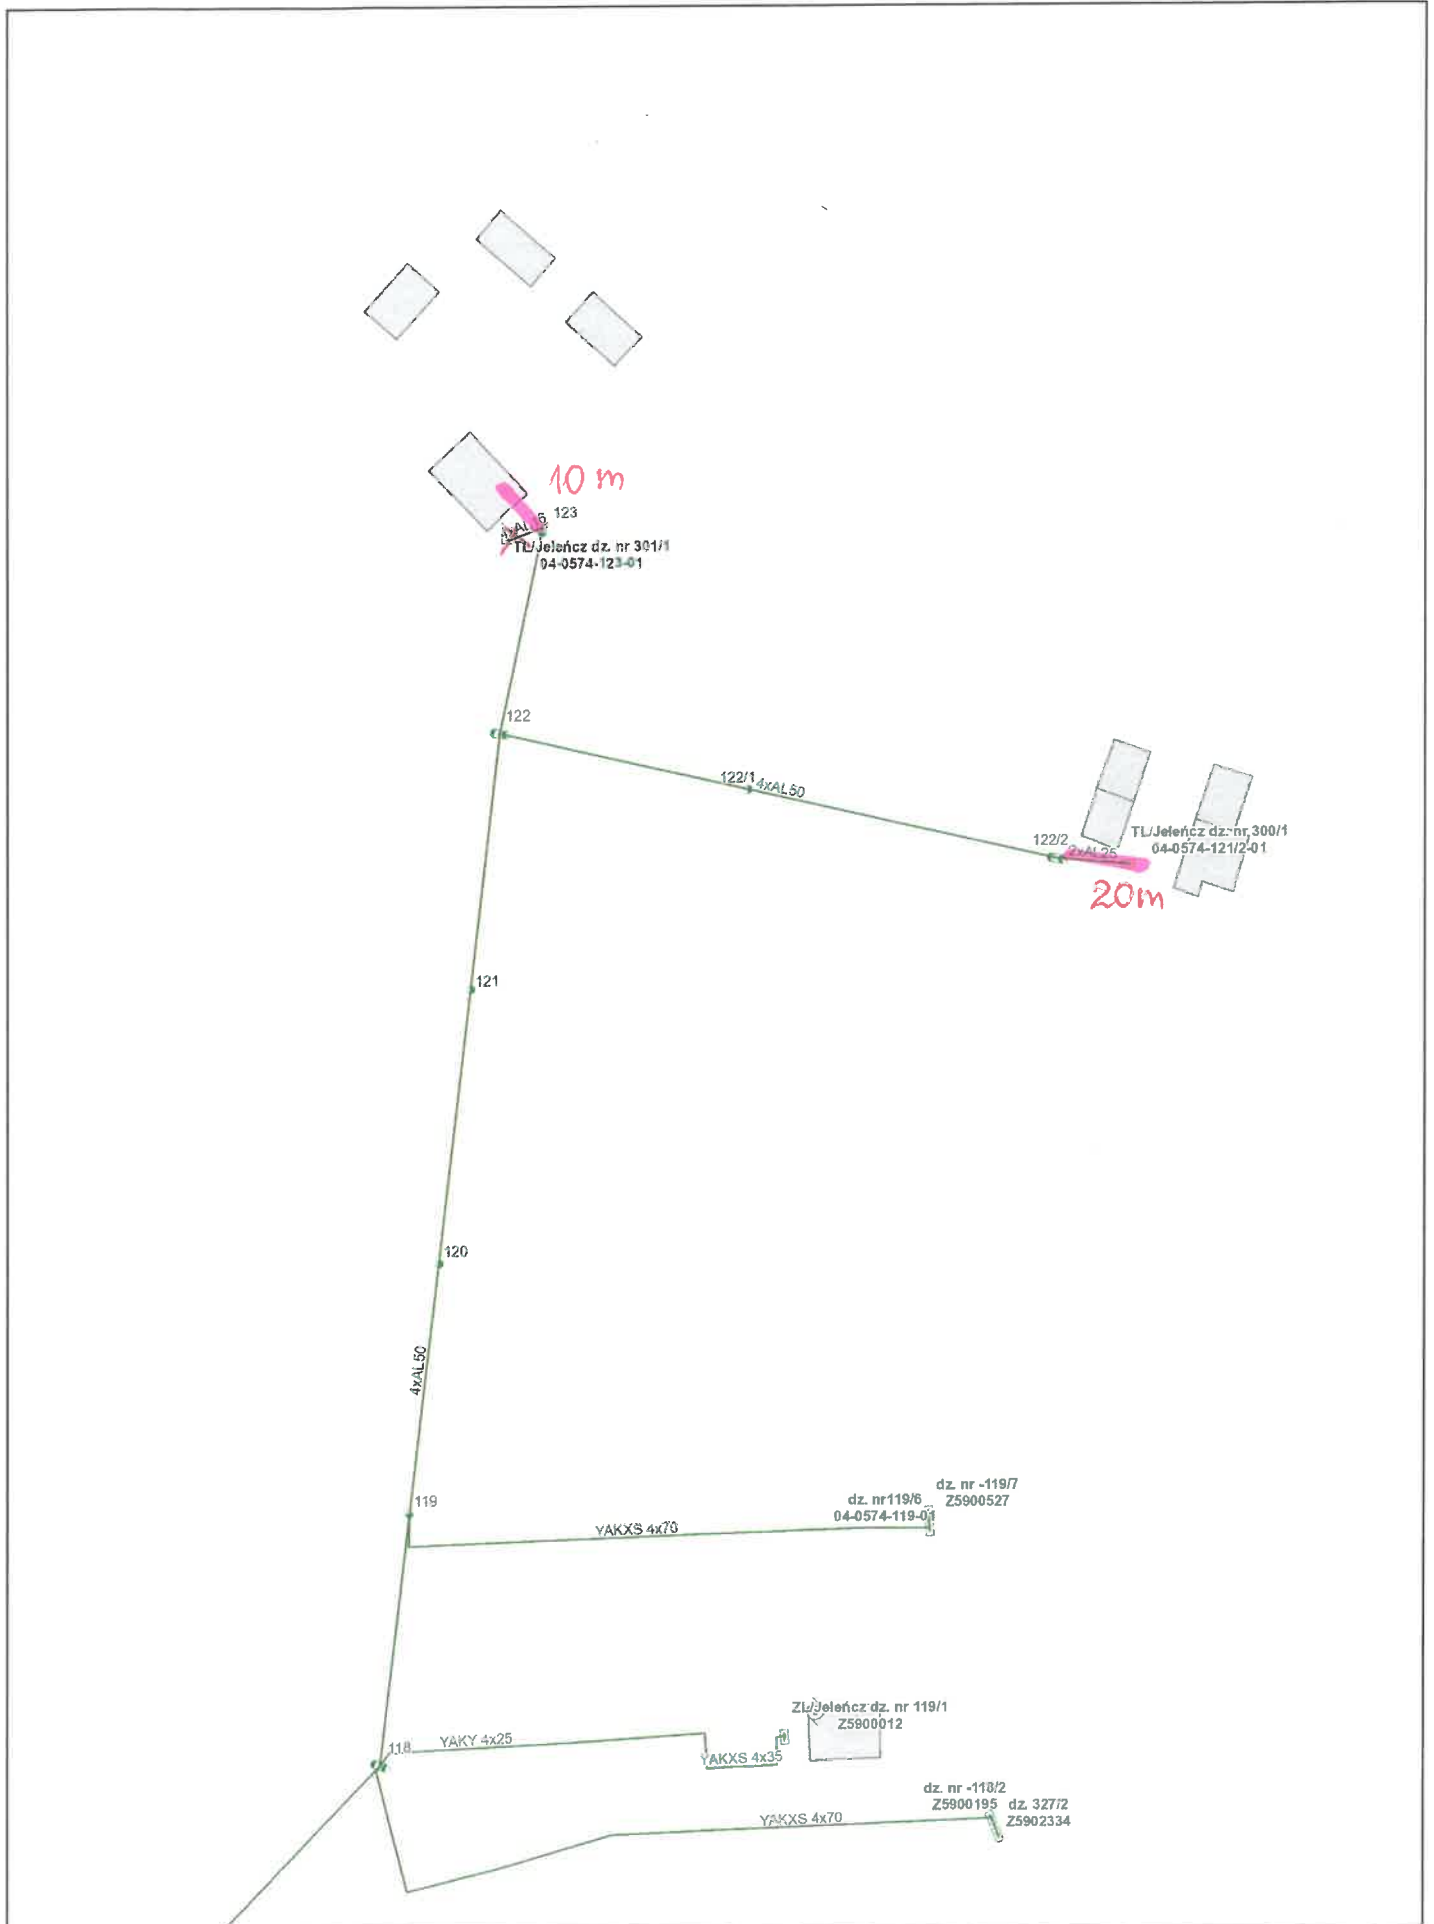 10 m
123
TL/Jeleńcz dz. nr 301/1
04-0574-123-01
122
122/1
4xAL50
122/2
2xAL25
TL/Jeleńcz dz. nr 300/1
04-0574-121/2-01
20m
121
120
4xAL50
119
YAKXS 4x70
dz. nr119/6
04-0574-119-01
dz. nr -119/7
Z5900527
118
YAKY 4x25
YAKXS 4x35
ZL/Jeleńcz dz. nr 119/1
Z5900012
YAKXS 4x70
dz. nr -118/2
Z5900195
dz. 327/2
Z5902334